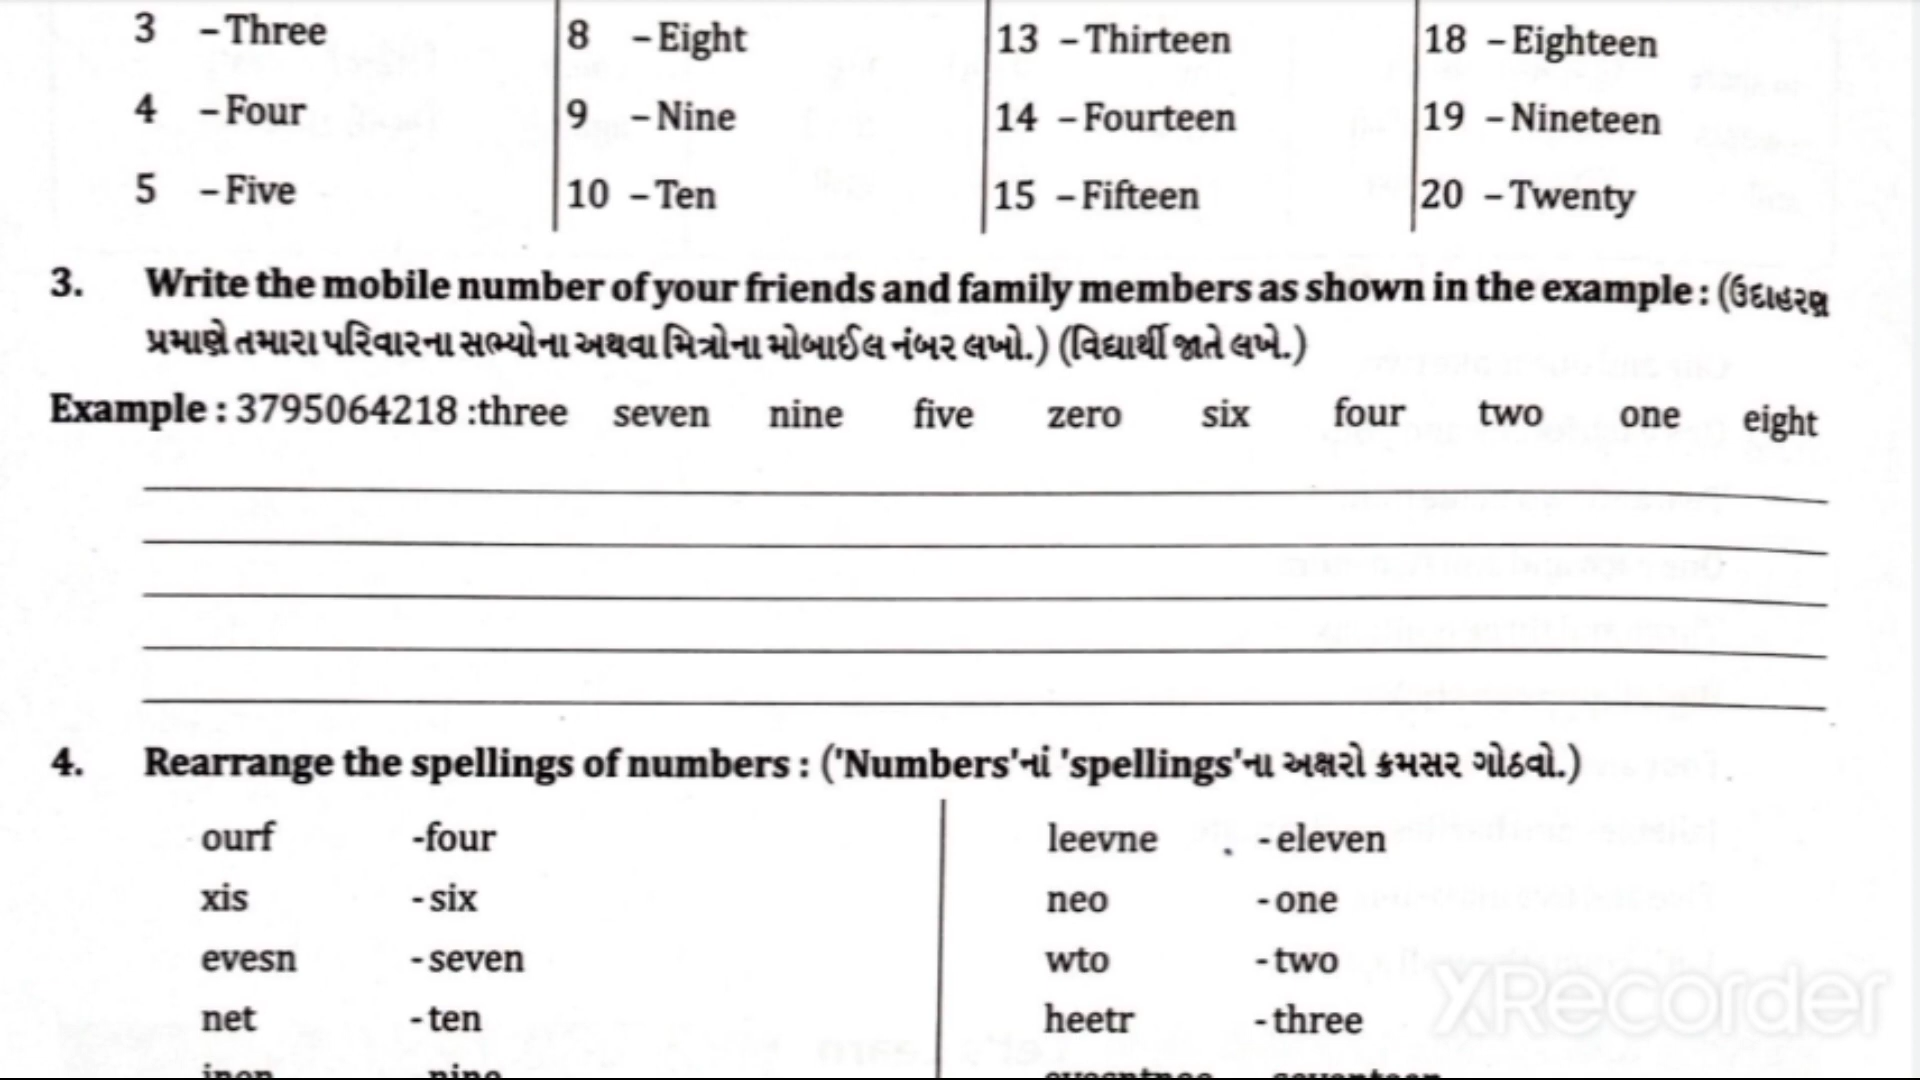 3 – Three 8 – Eight 13 – Thirteen 18 – Eighteen
4 – Four 9 – Nine 14 – Fourteen 19 – Nineteen
5 – Five 10 – Ten 15 – Fifteen 20 – Twenty
3. Write the mobile number of your friends and family members as shown in the example : (ઉદાહરણ
પ્રમાણે તમારા પરિવારના સભ્યોના અથવા મિત્રોના મોબાઈલ નંબર લખો.) (વિદ્યાર્થી જાતે લખે.)
Example : 3795064218 :three seven nine five zero six four two one eight
4. Rearrange the spellings of numbers : ('Numbers'નાં 'spellings'ના અક્ષરો ક્રમસર ગોઠવો.)
ourf -four leevne - eleven
xis - six neo - one
evesn - seven wto - two
net - ten heetr - three
inen nine seventeen
XRecorder